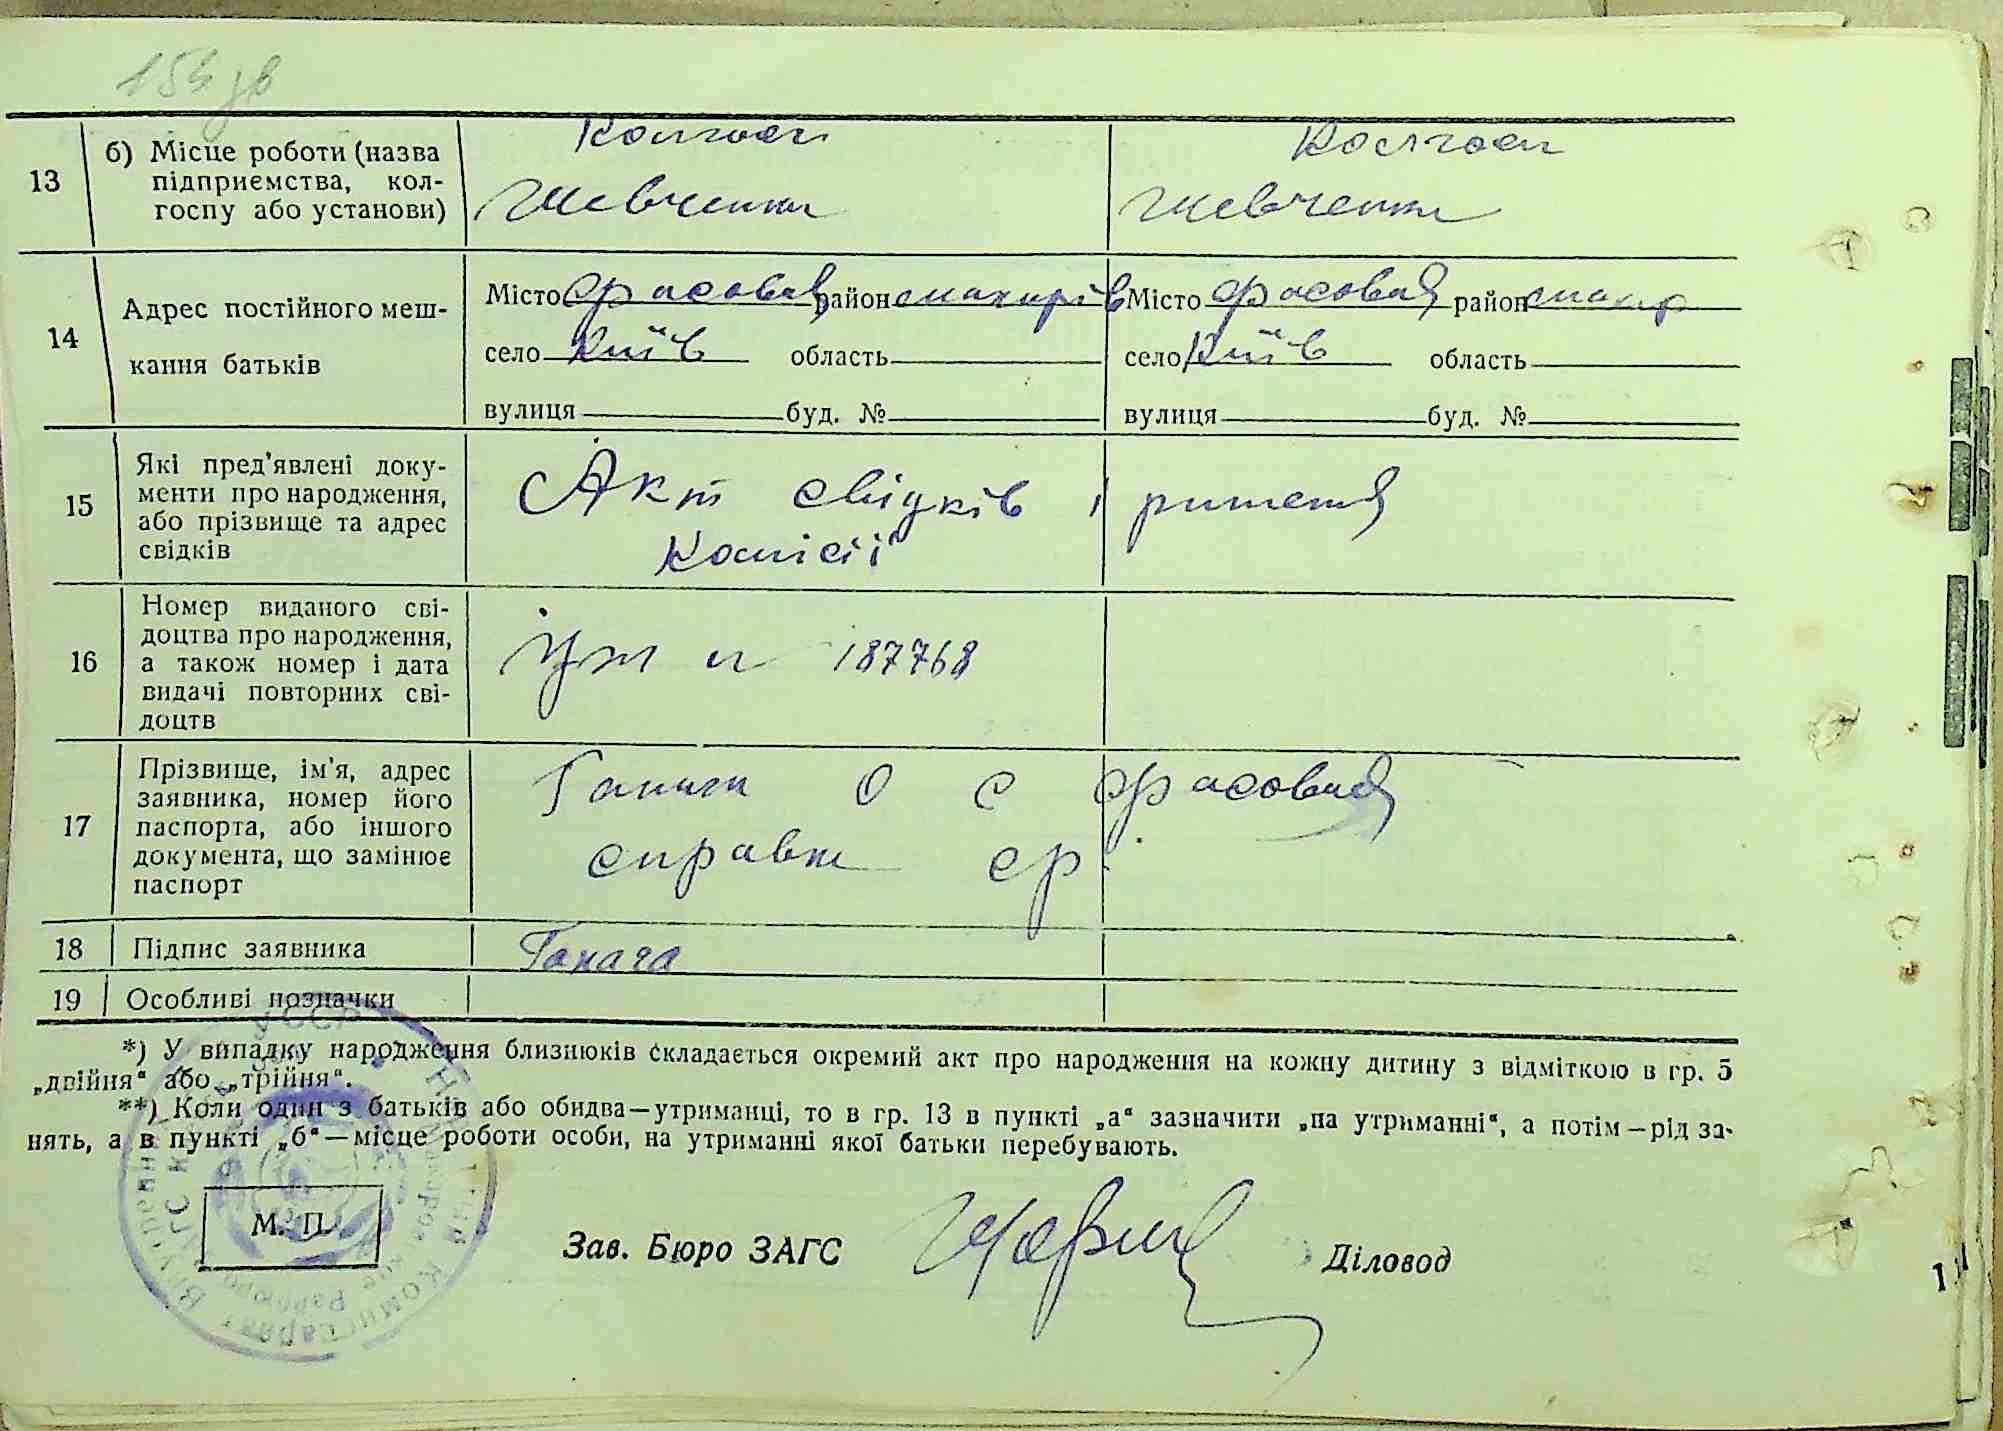 153 зв
13
б) Місце роботи (назва
підприємства, кол-
госпу або установи)
Колгосп
Шевченка
Колгосп
Шевченка
14
Адрес постійного меш-
кання батьків
Місто Фасовая район макарів
село Київ область
вулиця буд. №
Місто Фасовая район макар
село Київ область
вулиця буд. №
15
Які пред'явлені доку-
менти про народження,
або прізвище та адрес
свідків
Акт свідків і рішення
Комісії
16
Номер виданого сві-
доцтва про народження,
а також номер і дата
видачі повторних сві-
доцтв
187768
17
Прізвище, ім'я, адрес
заявника, номер його
паспорта, або іншого
документа, що замінює
паспорт
О С Фасовая
справк ср
18
Підпис заявника
19
Особливі позначки
*) У випадку народження близнюків складається окремий акт про народження на кожну дитину з відміткою в гр. 5
„двійня“ або „трійня“.
**) Коли один з батьків або обидва—утриманці, то в гр. 13 в пункті „а“ зазначити „на утриманні“, а потім—рід за-
нять, а в пункті „б“—місце роботи особи, на утриманні якої батьки перебувають.
М. П.
Зав. Бюро ЗАГС
Діловод